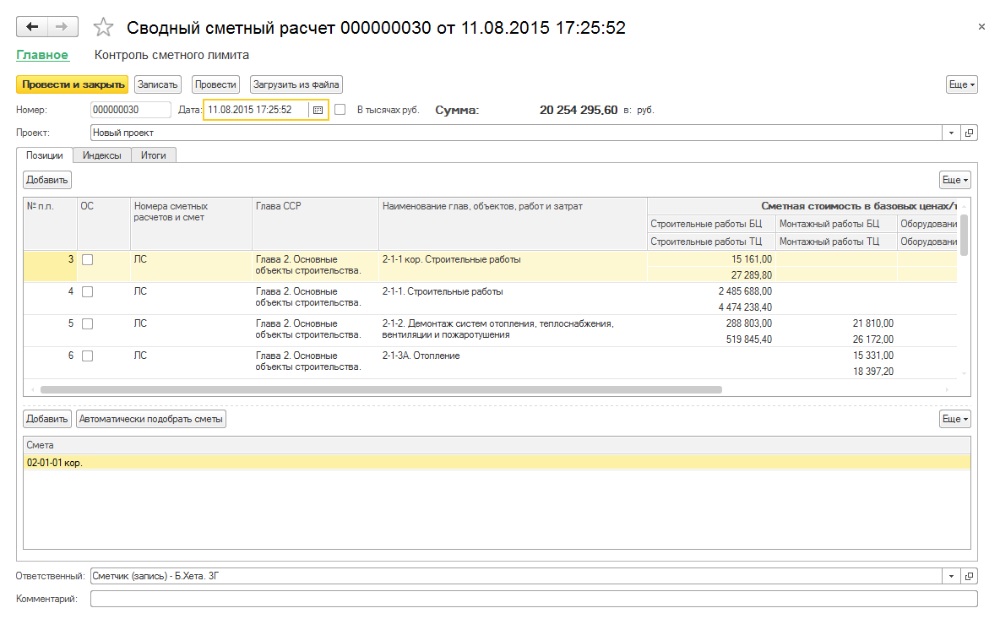 Сводный сметный расчет 000000030 от 11.08.2015 17:25:52
Главное Контроль сметного лимита
Провести и закрыть Записать Провести Загрузить из файла Еще
Номер: 000000030 Дата: 11.08.2015 17:25:52 В тысячах руб. Сумма: 20 254 295,60 в: руб.
Проект: Новый проект
Позиции Индексы Итоги
Добавить Еще
№ п.п. ОС Номера сметных Глава ССР Наименование глав, объектов, работ и затрат Сметная стоимость в базовых ценах/т
расчетов и смет Строительные работы БЦ Монтажный работы БЦ Оборудовани
Строительные работы ТЦ Монтажный работы ТЦ Оборудовани
3 ЛС Глава 2. Основные 2-1-1 кор. Строительные работы 15 161,00
объекты строительства. 27 289,80
4 ЛС Глава 2. Основные 2-1-1. Строительные работы 2 485 688,00
объекты строительства. 4 474 238,40
5 ЛС Глава 2. Основные 2-1-2. Демонтаж систем отопления, теплоснабжения, 288 803,00 21 810,00
объекты строительства. вентиляции и пожаротушения 519 845,40 26 172,00
6 ЛС Глава 2. Основные 2-1-3А. Отопление 15 331,00
объекты строительства. 18 397,20
Добавить Автоматически подобрать сметы Еще
Смета
02-01-01 кор.
Ответственный: Сметчик (запись) - Б.Хета. ЗГ
Комментарий: